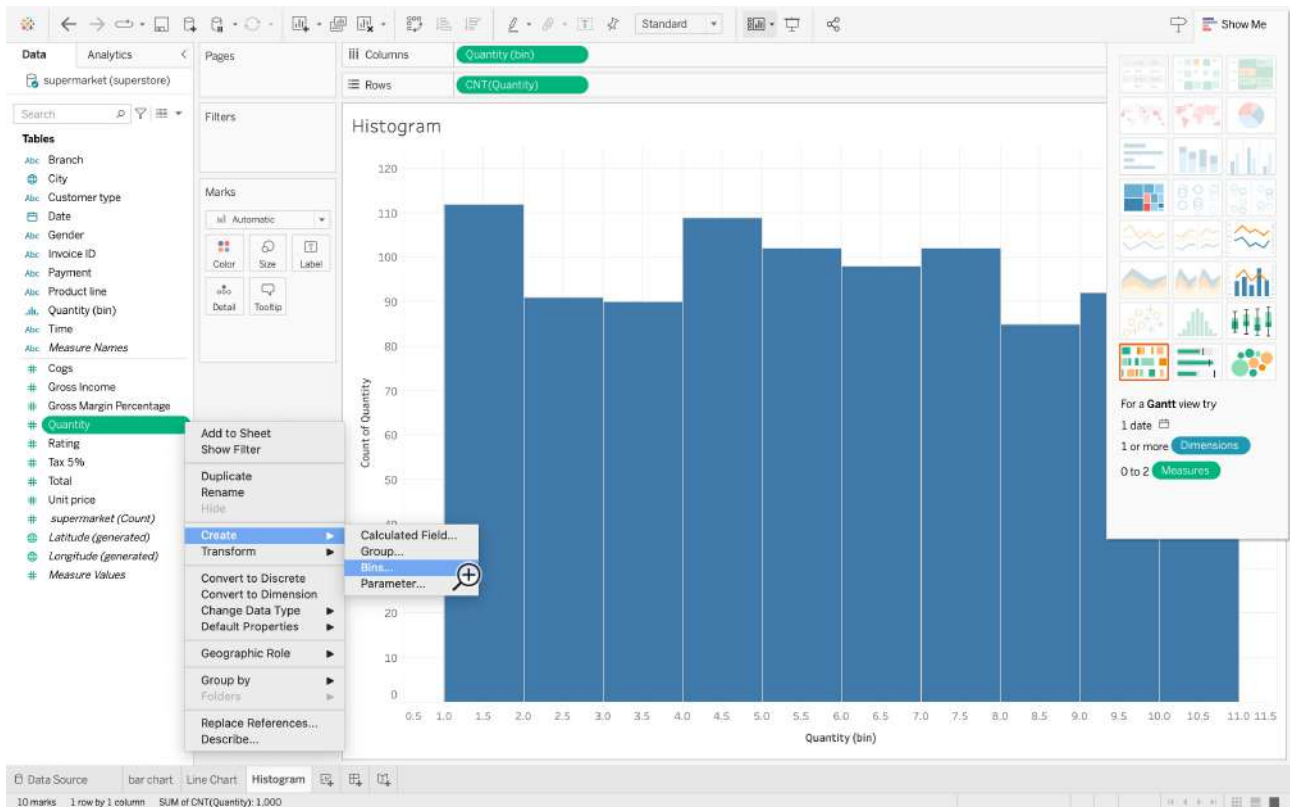 Standard
Show Me
Data
Analytics
Pages
Columns
Quantity (bin)
supermarket (superstore)
Rows
CNT(Quantity)
Search
Filters
Histogram
Tables
Abc Branch
City
Abc Customer type
Date
Abc Gender
Abc Invoice ID
Abc Payment
Abc Product line
Quantity (bin)
Abc Time
Abc Measure Names
# Cogs
# Gross Income
# Gross Margin Percentage
# Quantity
# Rating
# Tax 5%
# Total
# Unit price
# supermarket (Count)
Latitude (generated)
Longitude (generated)
# Measure Values
Marks
Automatic
Color
Size
Label
Detail
Tooltip
Add to Sheet
Show Filter
Duplicate
Rename
Hide
Create
Transform
Convert to Discrete
Convert to Dimension
Change Data Type
Default Properties
Geographic Role
Group by
Folders
Replace References...
Describe...
Calculated Field...
Group...
Bins...
Parameter...
Count of Quantity
120
110
100
90
80
70
60
50
40
20
10
0
0.5 1.0 1.5 2.0 2.5 3.0 3.5 4.0 4.5 5.0 5.5 6.0 6.5 7.0 7.5 8.0 8.5 9.0 9.5 10.0 10.5 11.0 11.5
Quantity (bin)
For a Gantt view try
1 date
1 or more Dimensions
0 to 2 Measures
Data Source
bar chart
Line Chart
Histogram
10 marks 1 row by 1 column SUM of CNT(Quantity): 1,000